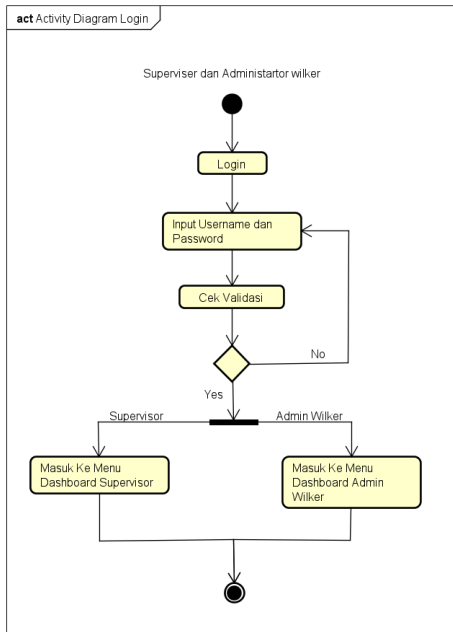 act Activity Diagram Login
Superviser dan Administartor wilker
Login
Input Username dan
Password
Cek Validasi
No
Yes
Supervisor
Admin Wilker
Masuk Ke Menu
Dashboard Supervisor
Masuk Ke Menu
Dashboard Admin
Wilker